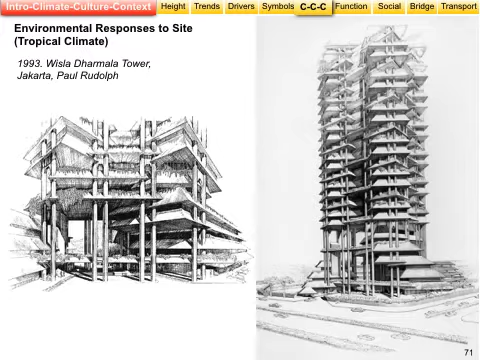 Intro-Climate-Culture-Context Height Trends Drivers Symbols C-C-C Function Social Bridge Transport
Environmental Responses to Site
(Tropical Climate)
1993. Wisla Dharmala Tower,
Jakarta, Paul Rudolph
71